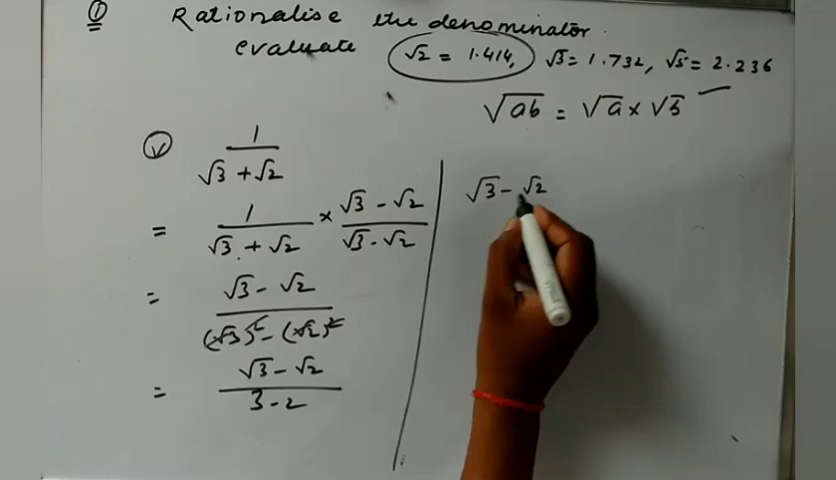 ① Rationalise the denominator
evaluate √2 = 1.414, √3 = 1.732, √5 = 2.236
√ab = √a × √b
(v) 1/(√3 + √2)
= 1/(√3 + √2) × (√3 - √2)/(√3 - √2)
= (√3 - √2)/((√3)² - (√2)²)
= (√3 - √2)/(3 - 2)
√3 - √2